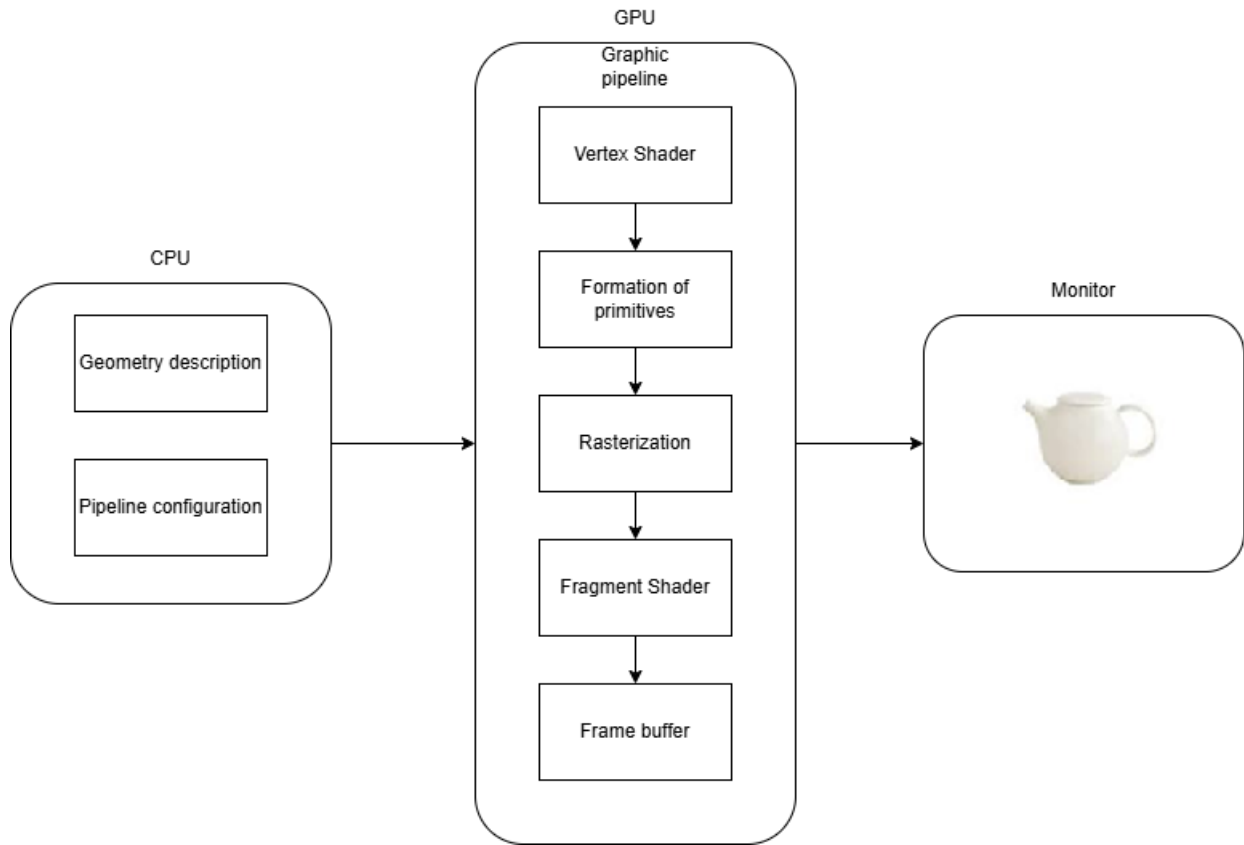 GPU
Graphic
pipeline
Vertex Shader
CPU
Formation of
primitives
Monitor
Geometry description
Rasterization
Pipeline configuration
Fragment Shader
Frame buffer